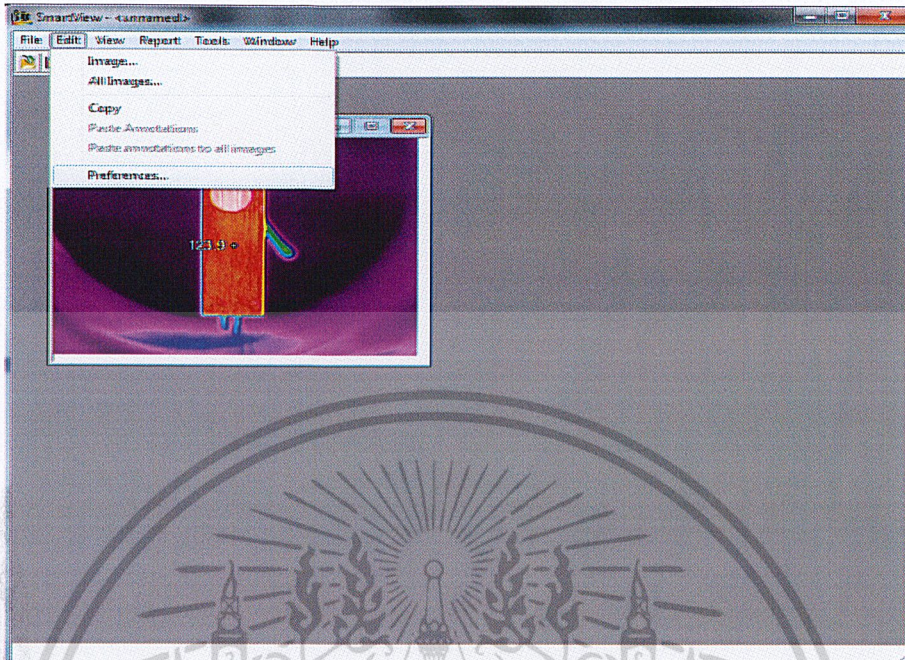 SmartView - <unnamed>
File Edit View Report Tools Window Help
Image...
All Images...
Copy
Paste Annotations
Paste annotations to all images
Preferences...
123.9